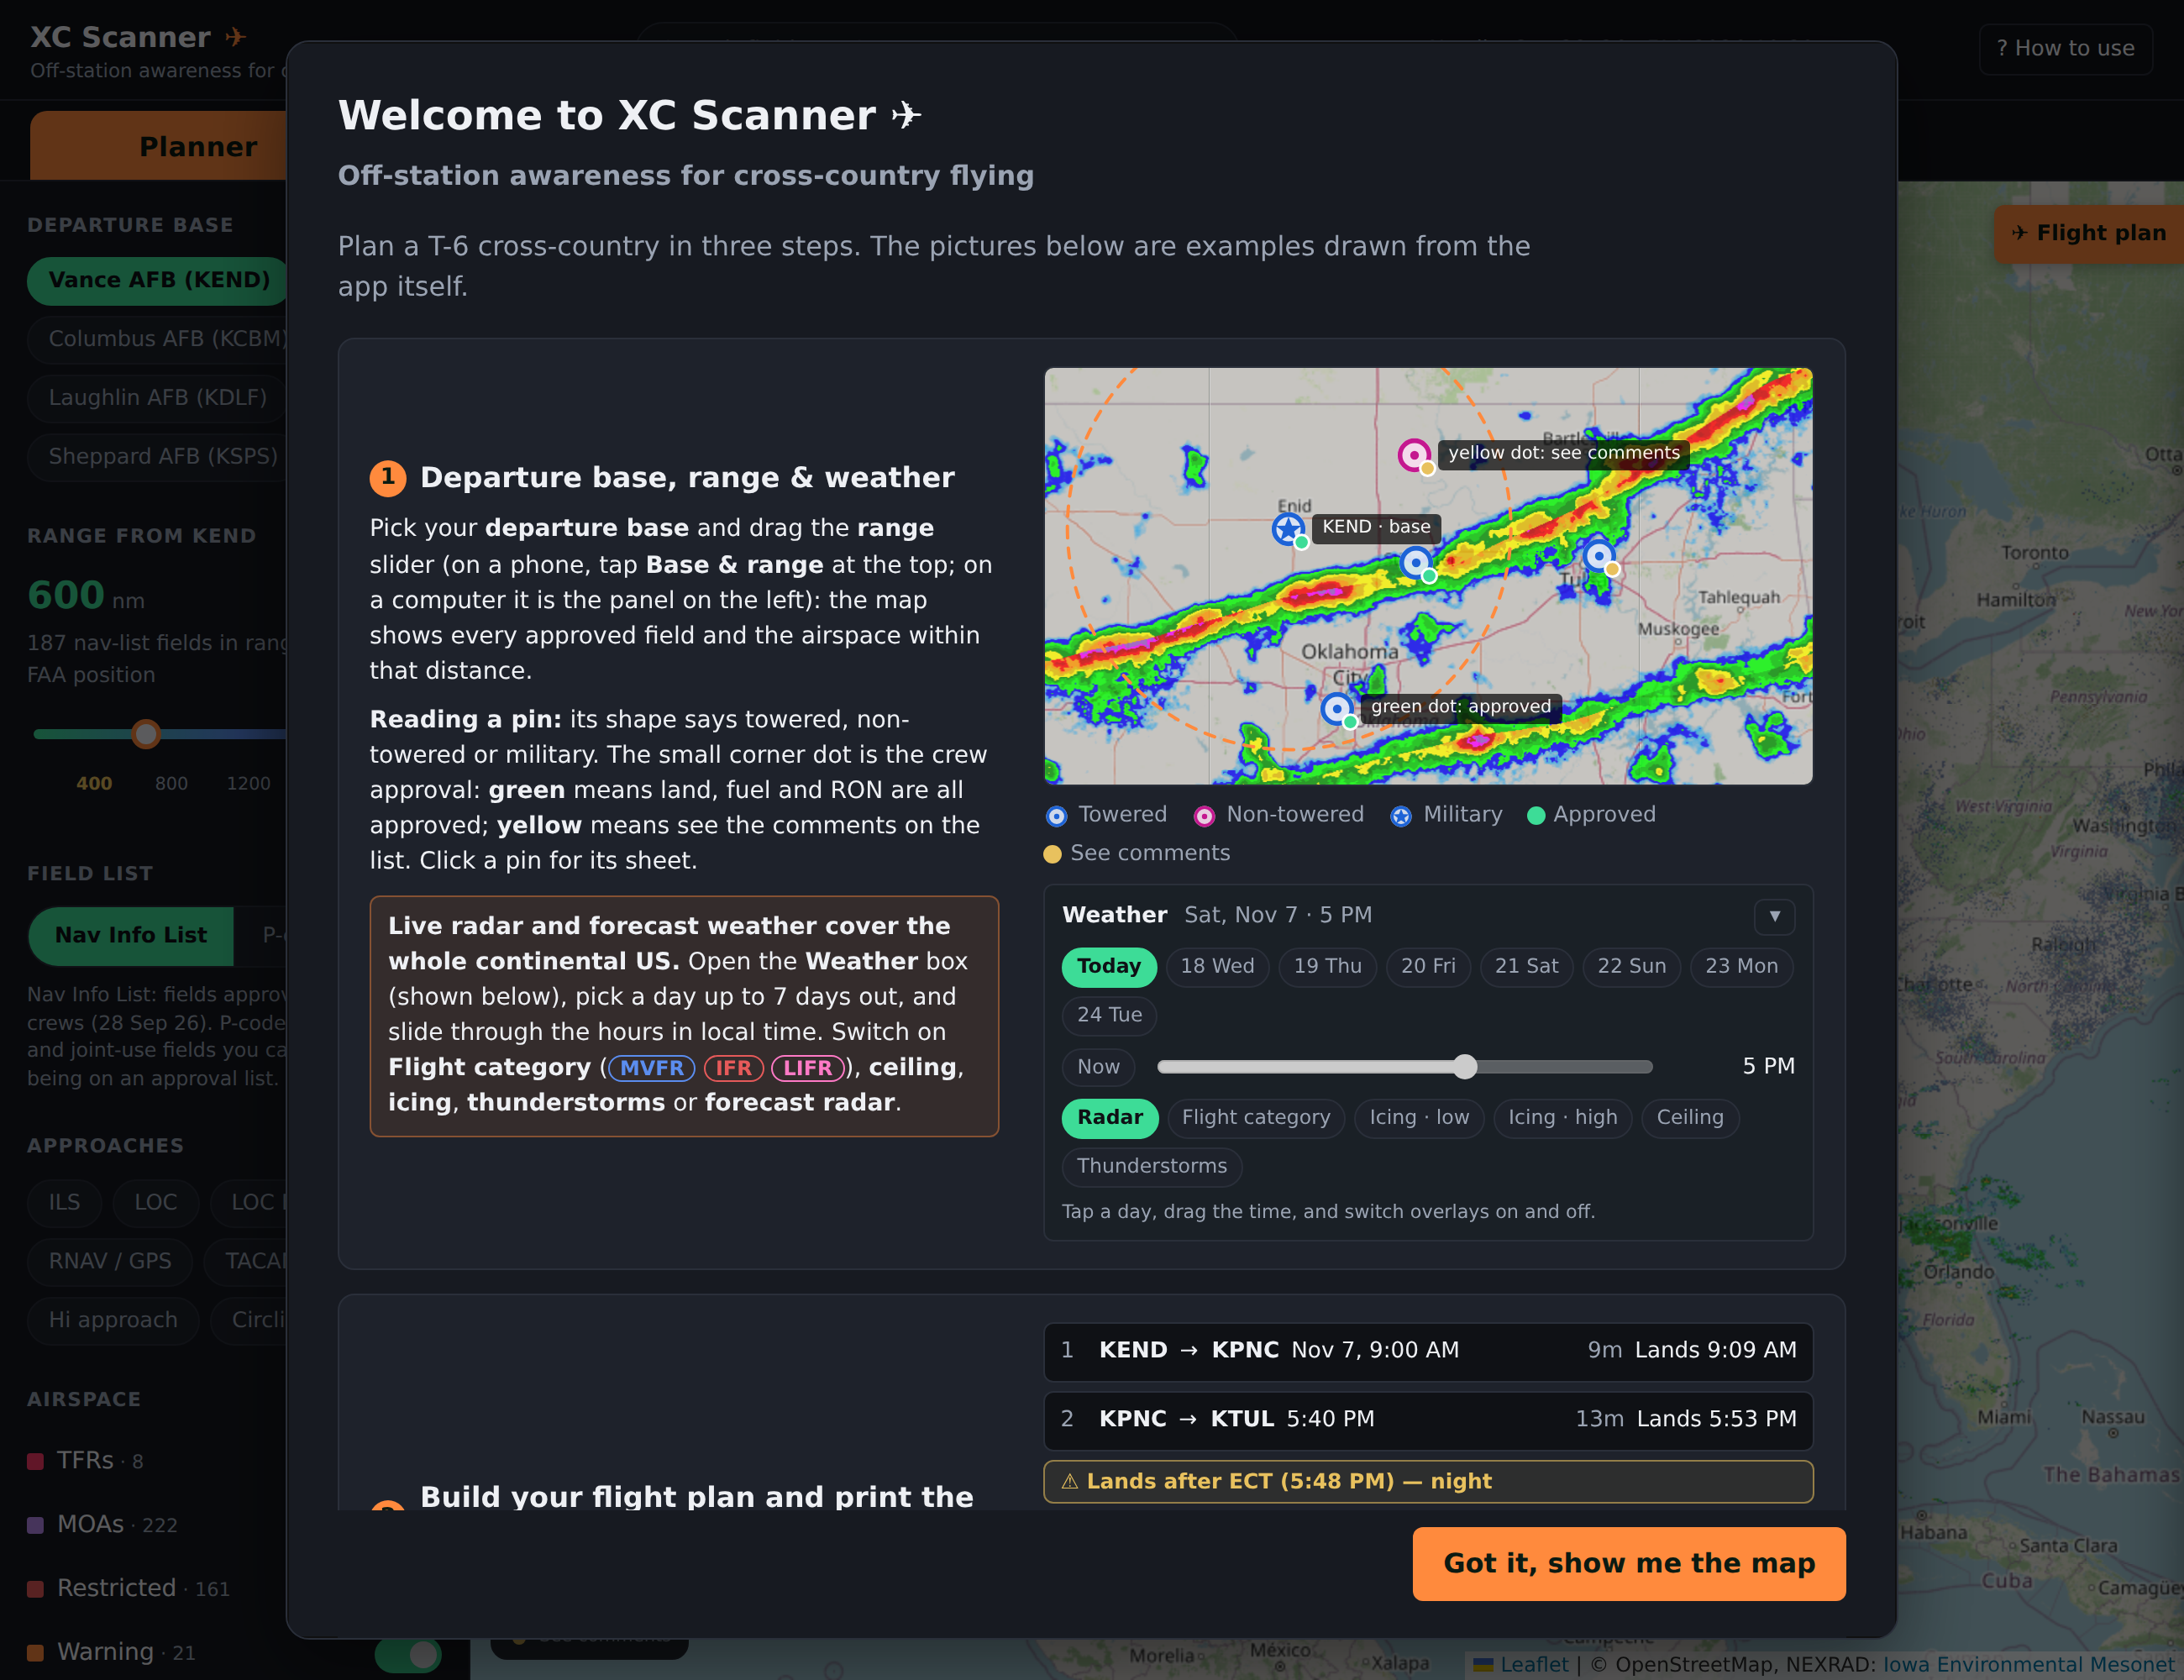 XC Scanner ✈
Off-station awareness for
? How to use
Planner
DEPARTURE BASE
Vance AFB (KEND)
Columbus AFB (KCBM)
Laughlin AFB (KDLF)
Sheppard AFB (KSPS)
RANGE FROM KEND
600 nm
187 nav-list fields in rang
FAA position
400 800 1200
FIELD LIST
Nav Info List
Nav Info List: fields approv
crews (28 Sep 26). P-code
and joint-use fields you ca
being on an approval list.
APPROACHES
ILS LOC LOC
RNAV / GPS TACA
Hi approach Circli
AIRSPACE
TFRs · 8
MOAs · 222
Restricted · 161
Warning · 21
Welcome to XC Scanner ✈
Off-station awareness for cross-country flying
Plan a T-6 cross-country in three steps. The pictures below are examples drawn from the
app itself.
1 Departure base, range & weather
Pick your departure base and drag the range
slider (on a phone, tap Base & range at the top; on
a computer it is the panel on the left): the map
shows every approved field and the airspace within
that distance.
Reading a pin: its shape says towered, non-
towered or military. The small corner dot is the crew
approval: green means land, fuel and RON are all
approved; yellow means see the comments on the
list. Click a pin for its sheet.
Live radar and forecast weather cover the
whole continental US. Open the Weather box
(shown below), pick a day up to 7 days out, and
slide through the hours in local time. Switch on
Flight category (MVFR IFR LIFR), ceiling,
icing, thunderstorms or forecast radar.
yellow dot: see comments
Enid
KEND · base
Tahlequah
Muskogee
Oklahoma
City
green dot: approved
Towered Non-towered Military Approved
See comments
Weather Sat, Nov 7 · 5 PM ▼
Today 18 Wed 19 Thu 20 Fri 21 Sat 22 Sun 23 Mon
24 Tue
Now 5 PM
Radar Flight category Icing · low Icing · high Ceiling
Thunderstorms
Tap a day, drag the time, and switch overlays on and off.
1 KEND → KPNC Nov 7, 9:00 AM 9m Lands 9:09 AM
2 KPNC → KTUL 5:40 PM 13m Lands 5:53 PM
⚠ Lands after ECT (5:48 PM) — night
Build your flight plan and print the
Got it, show me the map
✈ Flight plan
Otta
ke Huron
Toronto
Hamilton
New Yor
roit
Pennsylvania
Ohio
Phila
West Virginia
Washington
Virginia
Virginia B
Raleigh
Charlotte
North Carolina
South Carolina
Jacksonville
Orlando
Florida
Miami
Nassau
The Bahamas
Habana
Santa Clara
Cuba
Camagüey
Morelia
México
Xalapa
Leaflet | © OpenStreetMap, NEXRAD: Iowa Environmental Mesonet